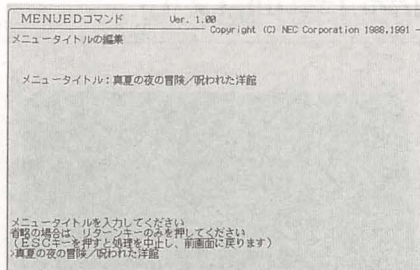 MENUEDコマンド Ver. 1.00
Copyright (C) NEC Corporation 1988,1991
メニュータイトルの編集
メニュータイトル：真夏の夜の冒険／呪われた洋館
メニュータイトルを入力してください
省略の場合は、リターンキーのみを押してください
（ＥＳＣキーを押すと処理を中止し、前画面に戻ります）
>真夏の夜の冒険／呪われた洋館